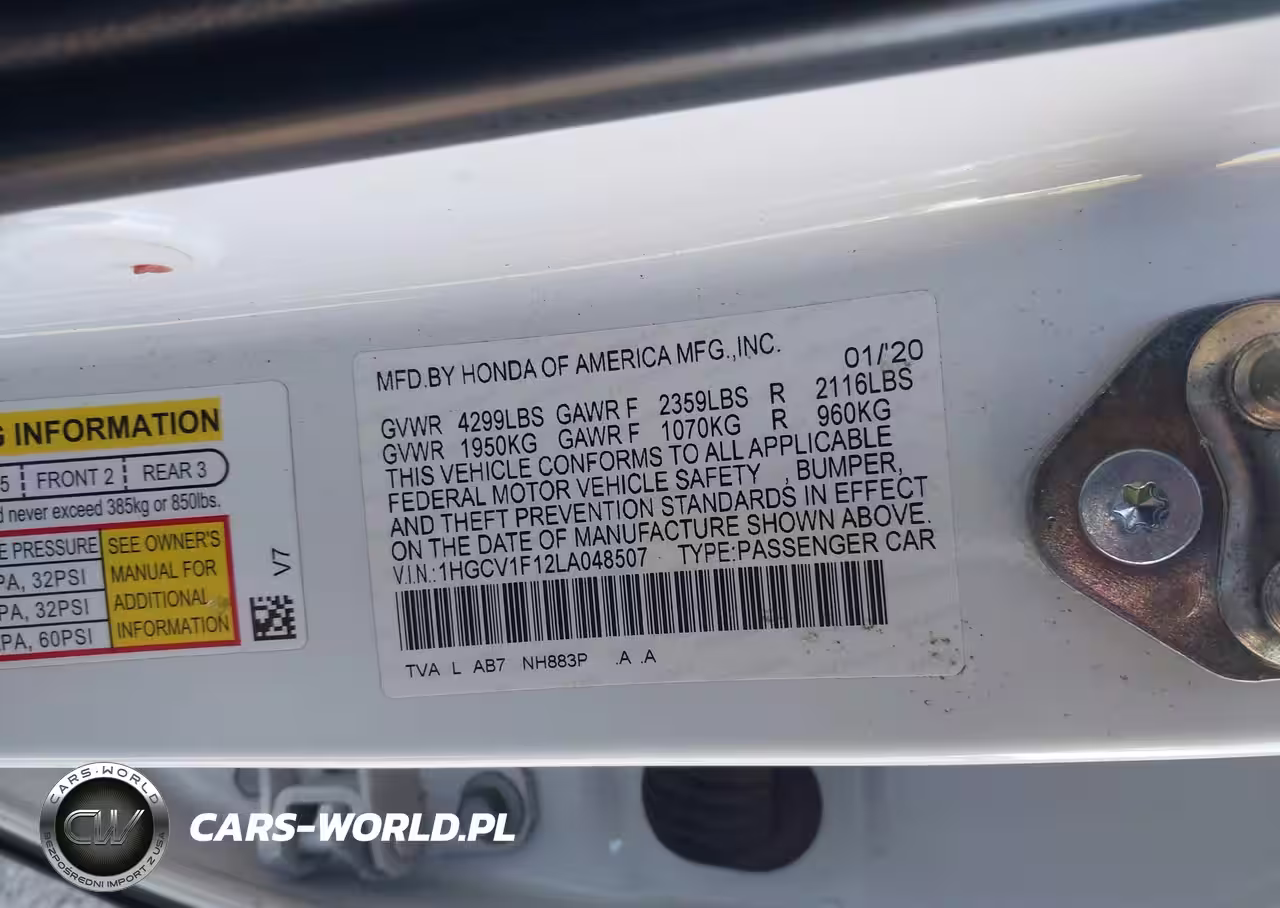 MFD.BY HONDA OF AMERICA MFG.,INC. 01/'20
GVWR 4299LBS GAWR F 2359LBS R 2116LBS
GVWR 1950KG GAWR F 1070KG R 960KG
THIS VEHICLE CONFORMS TO ALL APPLICABLE
FEDERAL MOTOR VEHICLE SAFETY , BUMPER,
AND THEFT PREVENTION STANDARDS IN EFFECT
ON THE DATE OF MANUFACTURE SHOWN ABOVE.
V.I.N.:1HGCV1F12LA048507 TYPE:PASSENGER CAR
TVA L AB7 NH883P .A .A
G INFORMATION
5 FRONT 2 REAR 3
d never exceed 385kg or 850lbs.
E PRESSURE
PA, 32PSI
PA, 32PSI
PA, 60PSI
SEE OWNER'S
MANUAL FOR
ADDITIONAL
INFORMATION
V7
CARS-WORLD
CW
BEZPOŚREDNI IMPORT Z USA
CARS-WORLD.PL